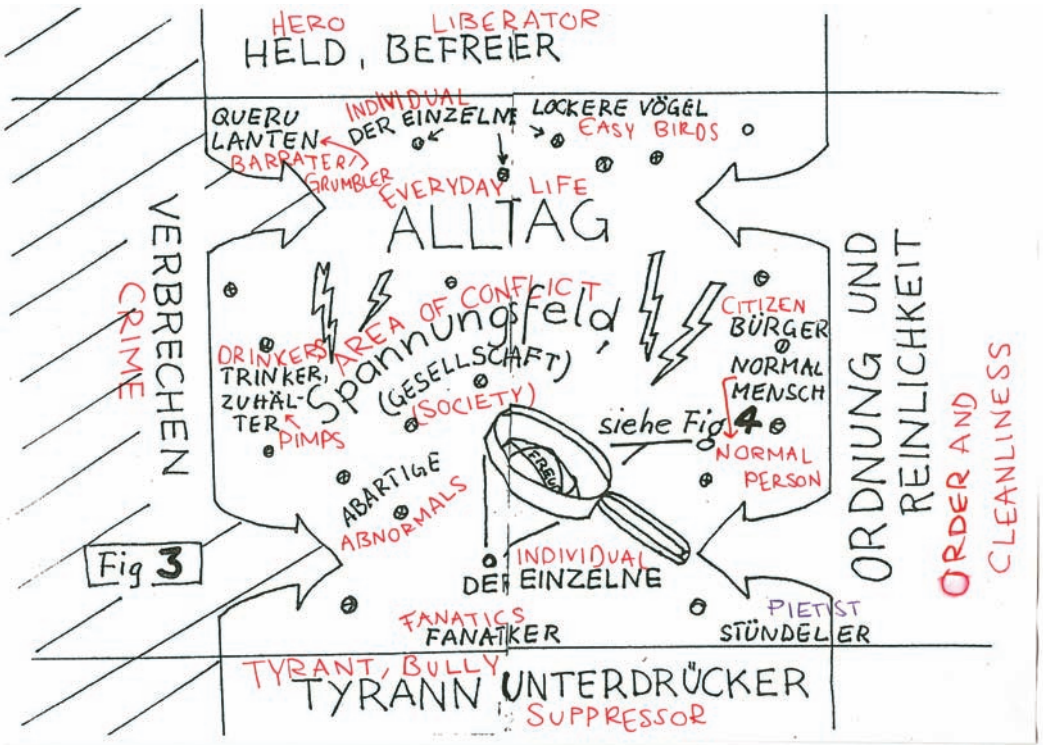 HERO LIBERATOR
HELD, BEFREIER
QUERU
LANTEN
BARRATER/
GRUMBLER
INDIVIDUAL
DER EINZELNE
LOCKERE VÖGEL
EASY BIRDS
EVERYDAY LIFE
ALLTAG
VERBRECHEN
CRIME
AREA OF CONFLICT
Spannungsfeld
(GESELLSCHAFT)
(SOCIETY)
DRINKERS
TRINKER,
ZUHÄL-
TER
PIMPS
CITIZEN
BÜRGER
NORMAL
MENSCH
NORMAL
PERSON
siehe Fig 4
FREUD
ABARTIGE
ABNORMALS
ORDNUNG UND
REINLICHKEIT
ORDER AND
CLEANLINESS
Fig 3
INDIVIDUAL
DER EINZELNE
FANATICS
FANATIKER
PIETIST
STÜNDELER
TYRANT, BULLY
TYRANN UNTERDRÜCKER
SUPPRESSOR